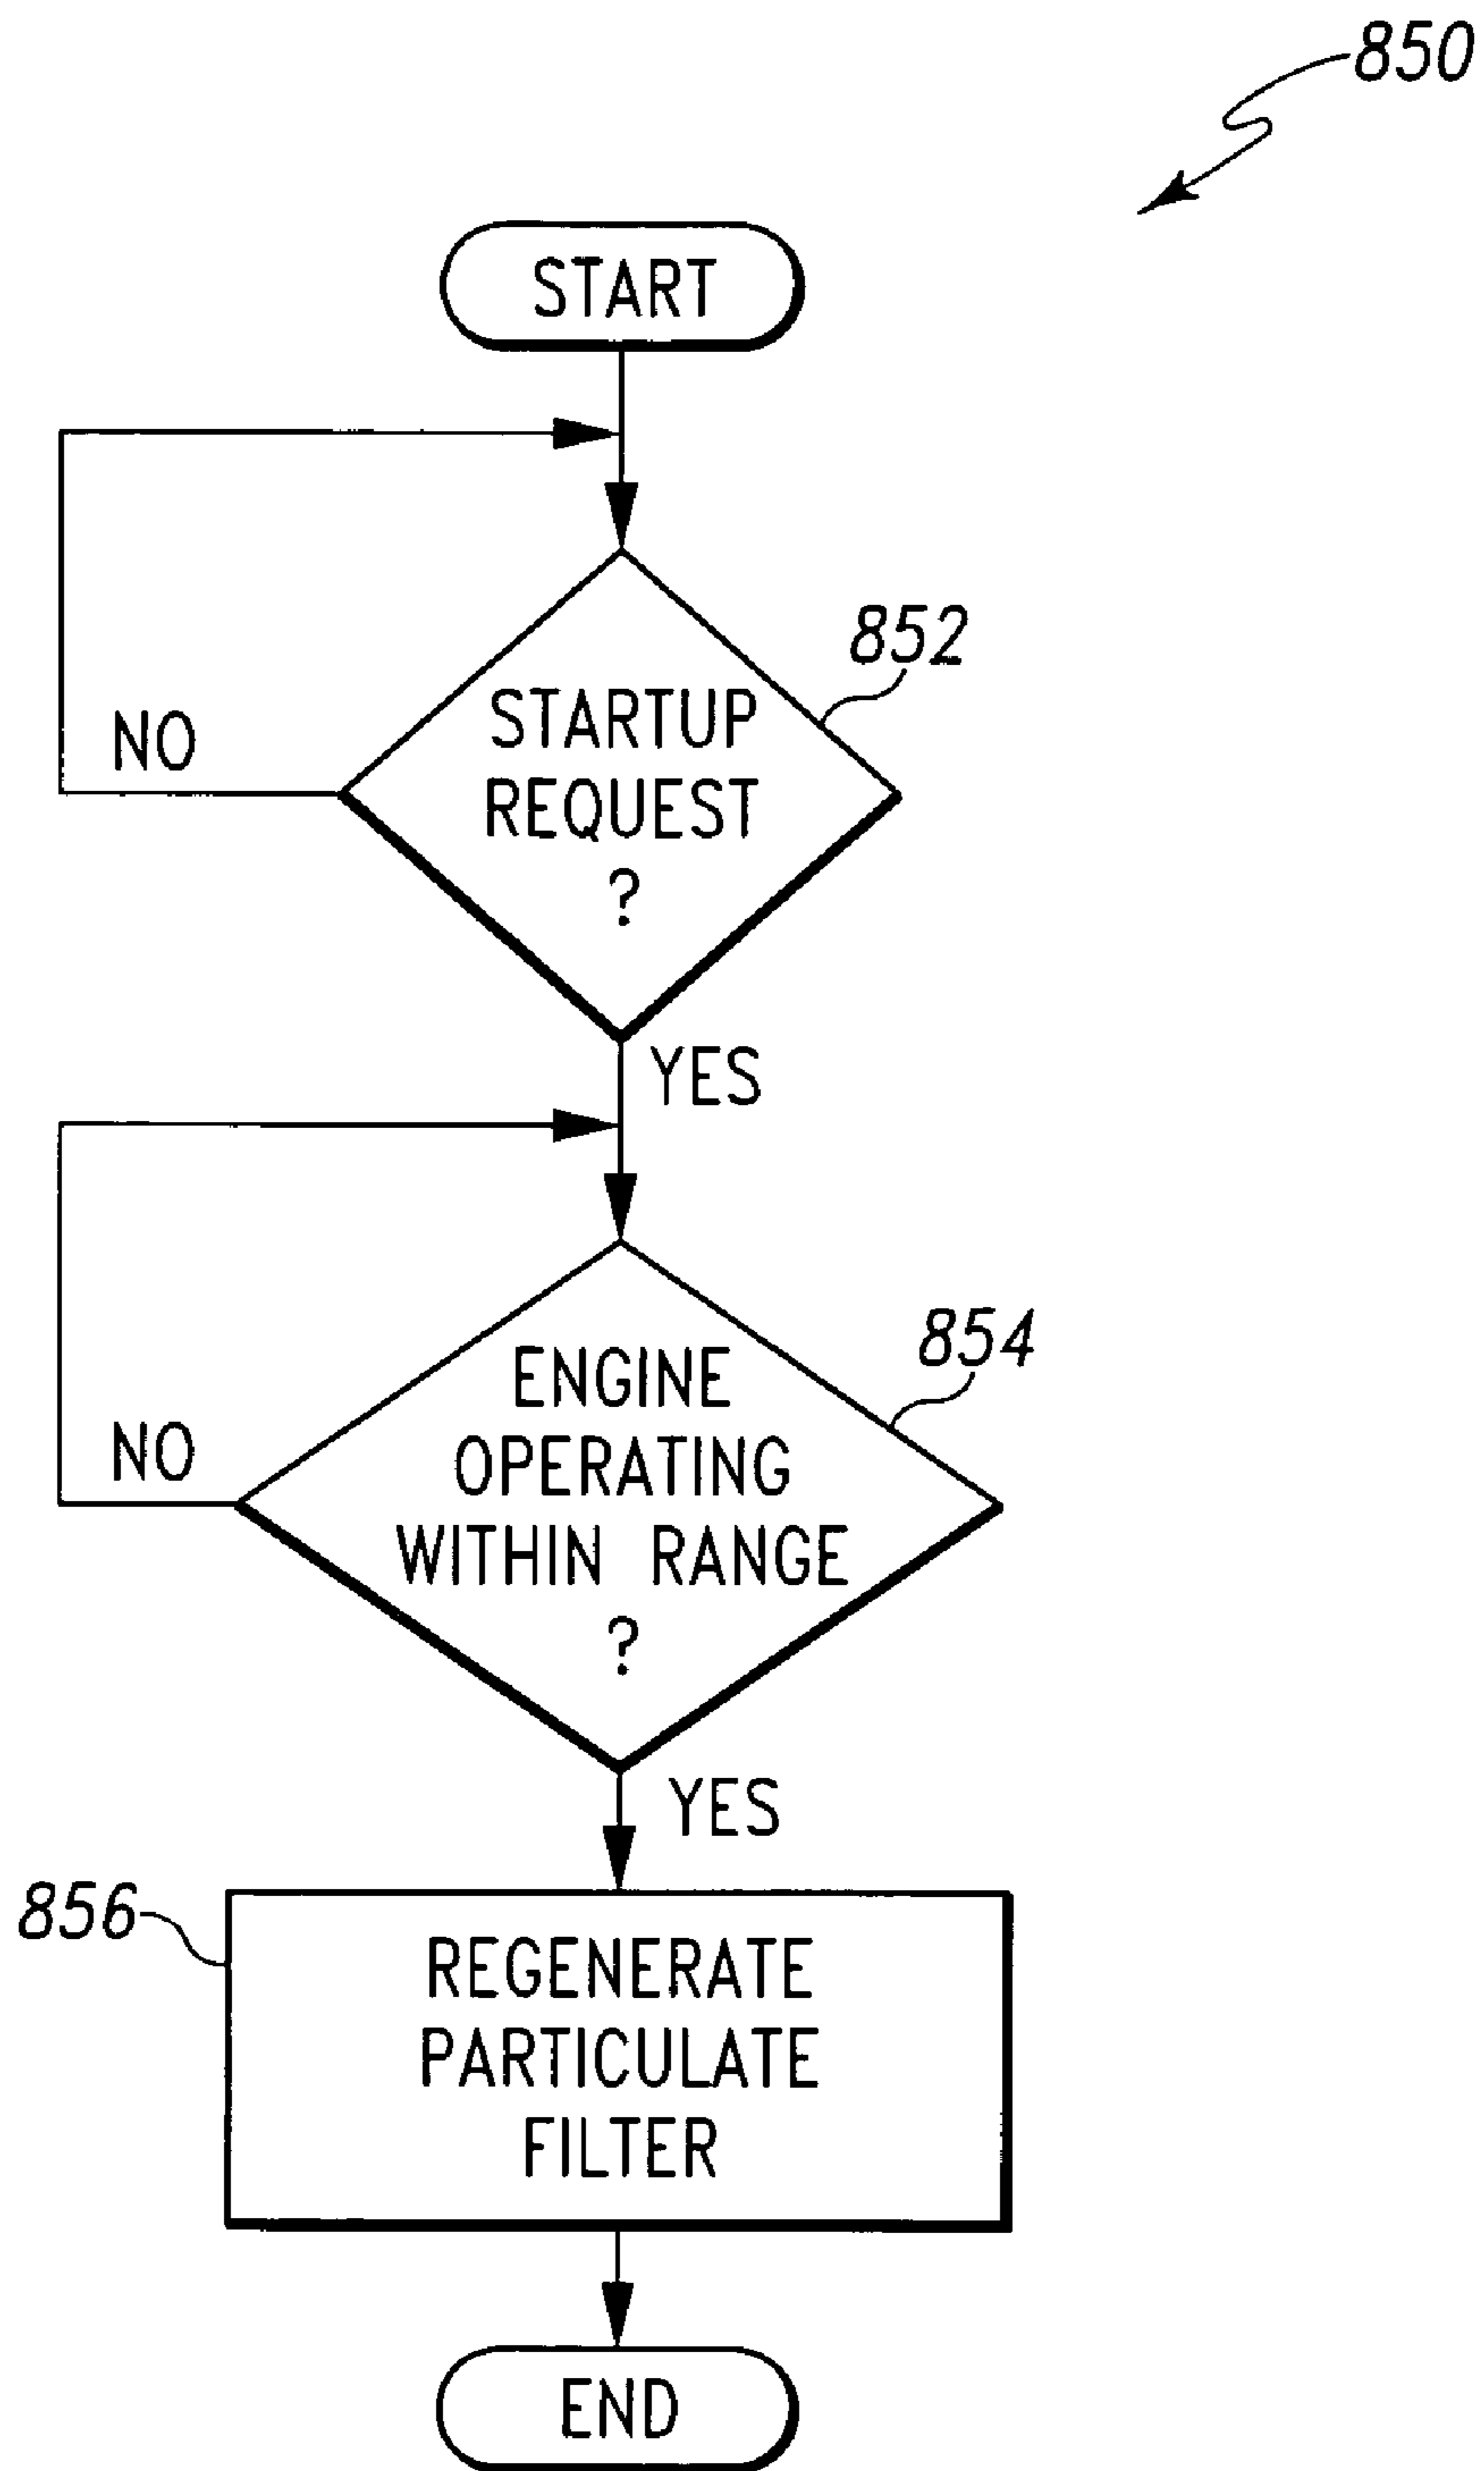 850
START
852
STARTUP
REQUEST
?
NO
YES
854
ENGINE
OPERATING
WITHIN RANGE
?
NO
YES
856
REGENERATE
PARTICULATE
FILTER
END